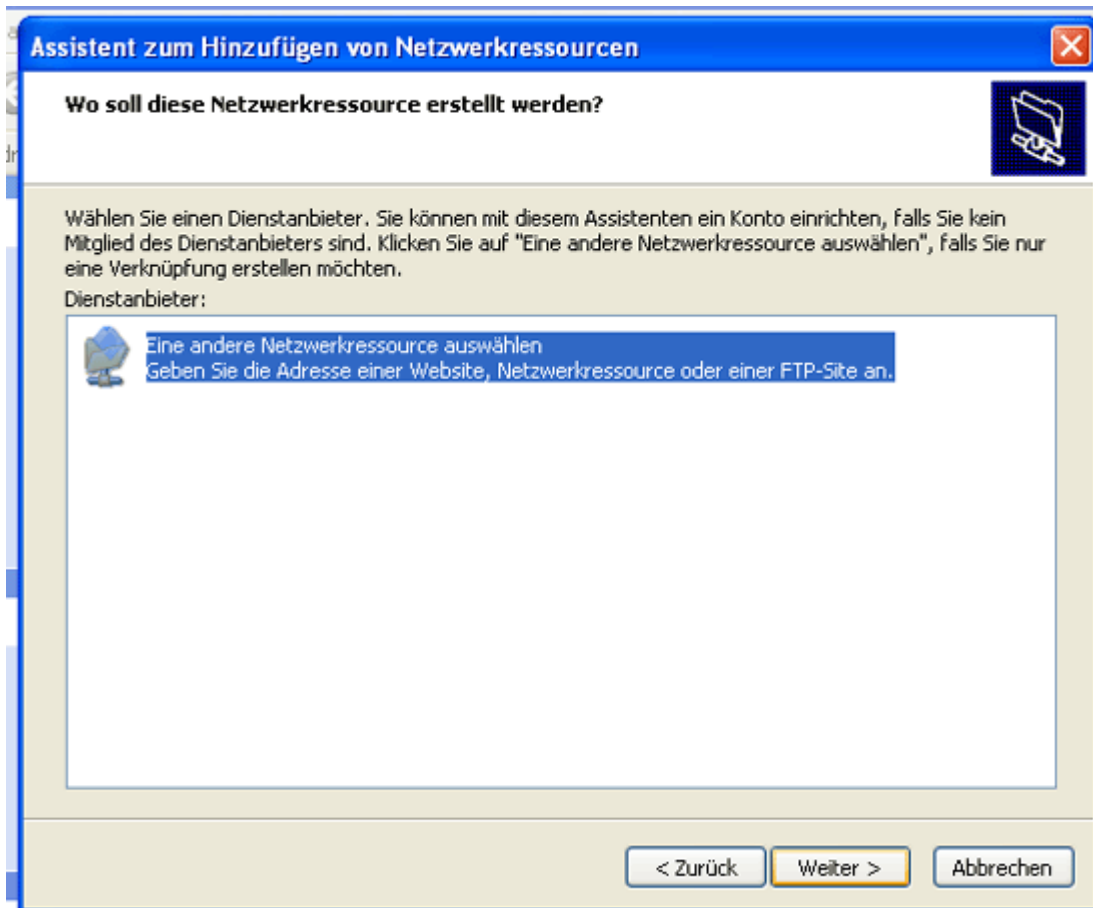 Assistent zum Hinzufügen von Netzwerkressourcen
Wo soll diese Netzwerkressource erstellt werden?
Wählen Sie einen Dienstanbieter. Sie können mit diesem Assistenten ein Konto einrichten, falls Sie kein
Mitglied des Dienstanbieters sind. Klicken Sie auf "Eine andere Netzwerkressource auswählen", falls Sie nur
eine Verknüpfung erstellen möchten.
Dienstanbieter:
Eine andere Netzwerkressource auswählen
Geben Sie die Adresse einer Website, Netzwerkressource oder einer FTP-Site an.
< Zurück
Weiter >
Abbrechen